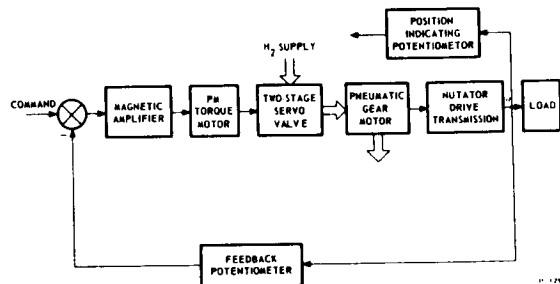 POSITION
INDICATING
POTENTIOMETOR
H₂ SUPPLY
COMMAND
MAGNETIC
AMPLIFIER
PM
TORQUE
MOTOR
TWO-STAGE
SERVO
VALVE
PNEUMATIC
GEAR
MOTOR
NUTATOR
DRIVE
TRANSMISSION
LOAD
FEEDBACK
POTENTIOMETER